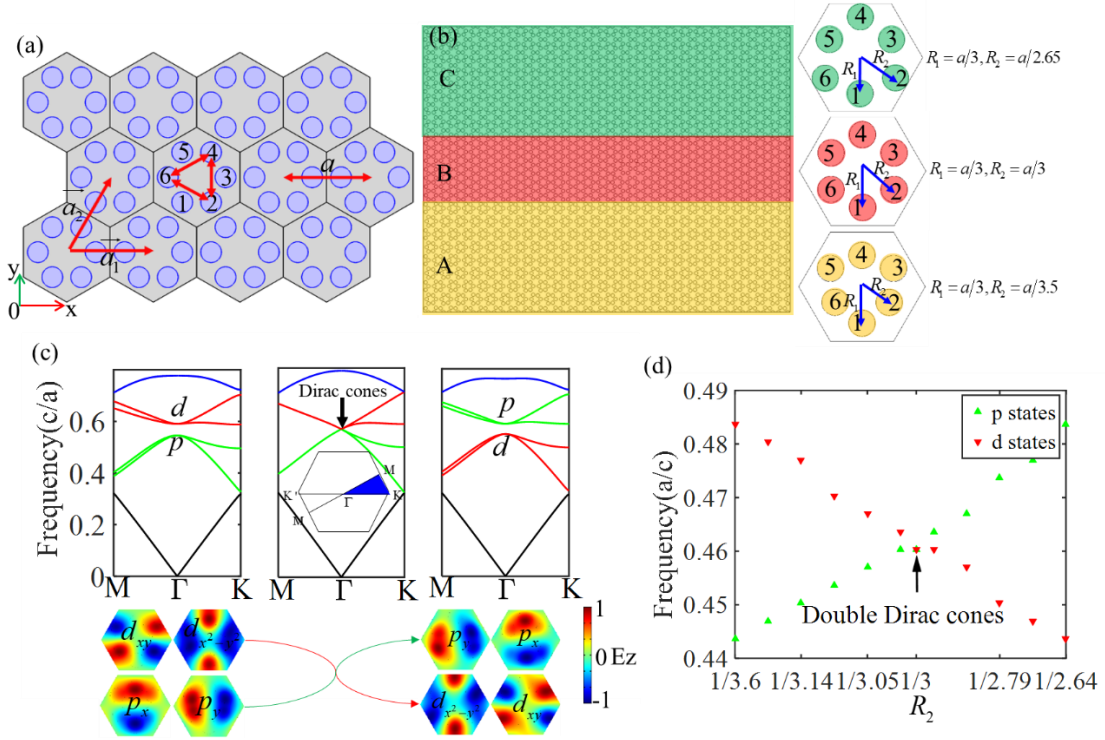 (a)
5 4
6 3
1 2
a
a₂
a₁
y
0 x
(b)
C
B
A
4
5 3
R₁ R₂
6 2
1
R₁ = a/3, R₂ = a/2.65
4
5 3
R₁ R₂
6 2
1
R₁ = a/3, R₂ = a/3
4
5 3
R₁ R₂
6 2
1
R₁ = a/3, R₂ = a/3.5
(c)
Frequency(c/a)
0.6
0.4
0.2
0
d
p
M Γ K
Dirac cones
M
K' Γ K
M
M Γ K
p
d
M Γ K
dxy dx²-y²
px py
py px
dx²-y² dxy
1
0 Ez
-1
(d)
Frequency(a/c)
0.49
0.48
0.47
0.46
0.45
0.44
p states
d states
Double Dirac cones
1/3.6 1/3.14 1/3.05 1/3 1/2.79 1/2.64
R₂